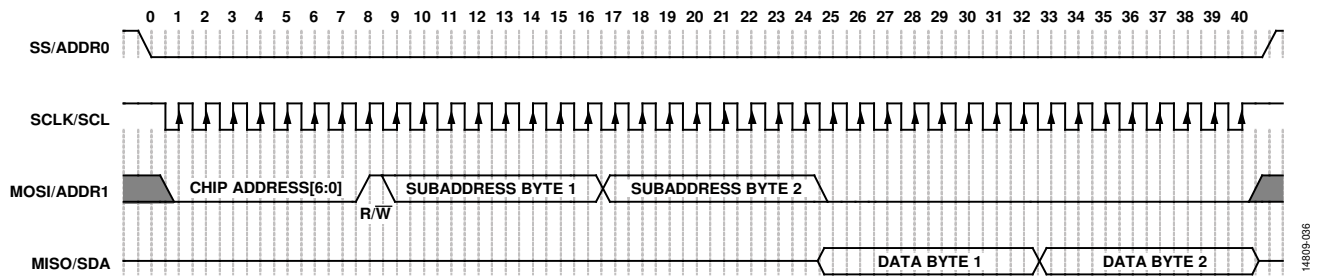 0 1 2 3 4 5 6 7 8 9 10 11 12 13 14 15 16 17 18 19 20 21 22 23 24 25 26 27 28 29 30 31 32 33 34 35 36 37 38 39 40
SS/ADDR0
SCLK/SCL
MOSI/ADDR1 CHIP ADDRESS[6:0] SUBADDRESS BYTE 1 SUBADDRESS BYTE 2
R/W̅
MISO/SDA DATA BYTE 1 DATA BYTE 2
14809-036